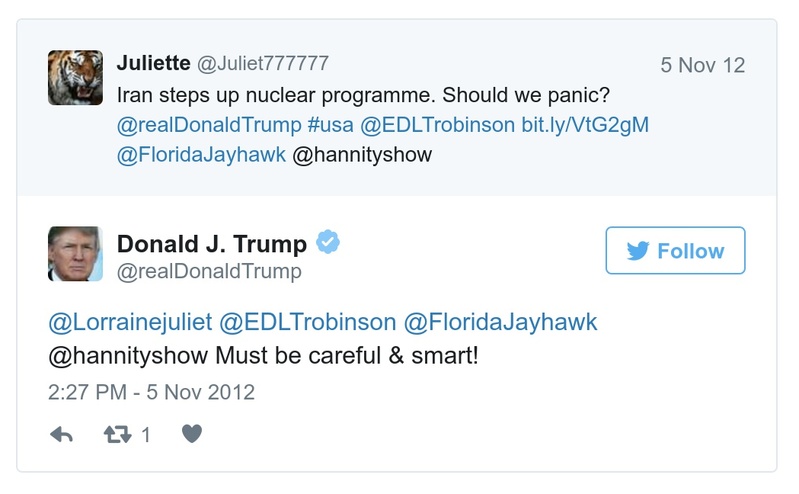 Juliette @Juliet777777 5 Nov 12
Iran steps up nuclear programme. Should we panic?
@realDonaldTrump #usa @EDLTrobinson bit.ly/VtG2gM
@FloridaJayhawk @hannityshow
Donald J. Trump
@realDonaldTrump
Follow
@Lorrainejuliet @EDLTrobinson @FloridaJayhawk
@hannityshow Must be careful & smart!
2:27 PM - 5 Nov 2012
1